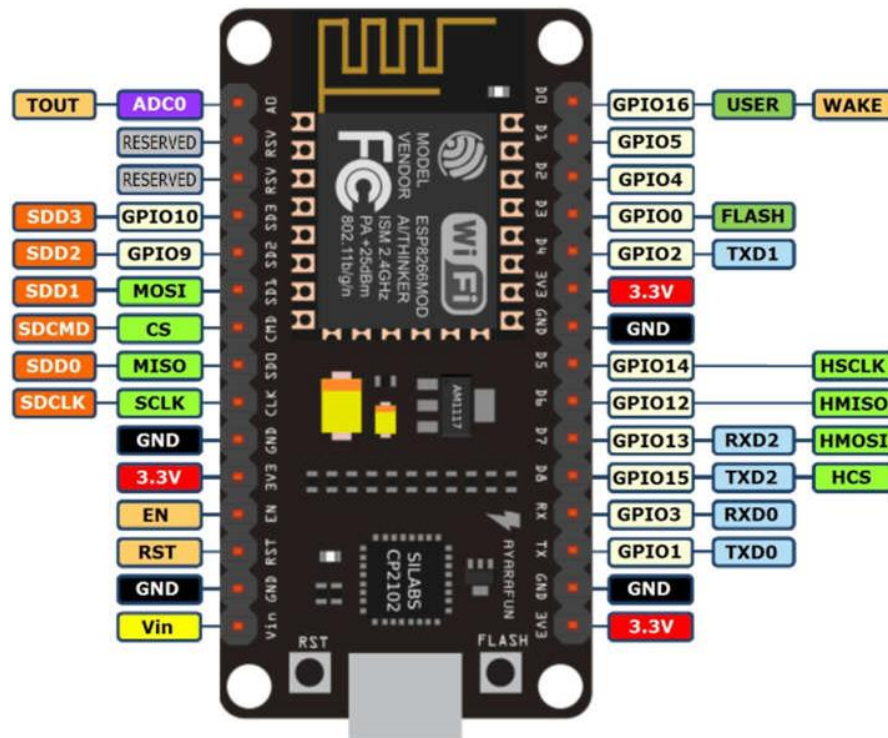 TOUT ADC0 A0 D0 GPIO16 USER WAKE
RESERVED RSV D1 GPIO5
RESERVED RSV D2 GPIO4
SDD3 GPIO10 SD3 D3 GPIO0 FLASH
SDD2 GPIO9 SD2 D4 GPIO2 TXD1
SDD1 MOSI SD1 3V3 3.3V
SDCMD CS CMD GND GND
SDD0 MISO SD0 D5 GPIO14 HSCLK
SDCLK SCLK CLK D6 GPIO12 HMISO
GND GND D7 GPIO13 RXD2 HMOSI
3.3V 3V3 D8 GPIO15 TXD2 HCS
EN EN RX GPIO3 RXD0
RST RST TX GPIO1 TXD0
GND GND GND GND
Vin Vin 3V3 3.3V
MODEL
VENDOR
ESP8266MOD
AI/THINKER
ISM 2.4GHz
PA +25dBm
802.11b/g/n
FC
Wi Fi
AM1117
SILABS
CP2102
AYARAFUN
RST
FLASH